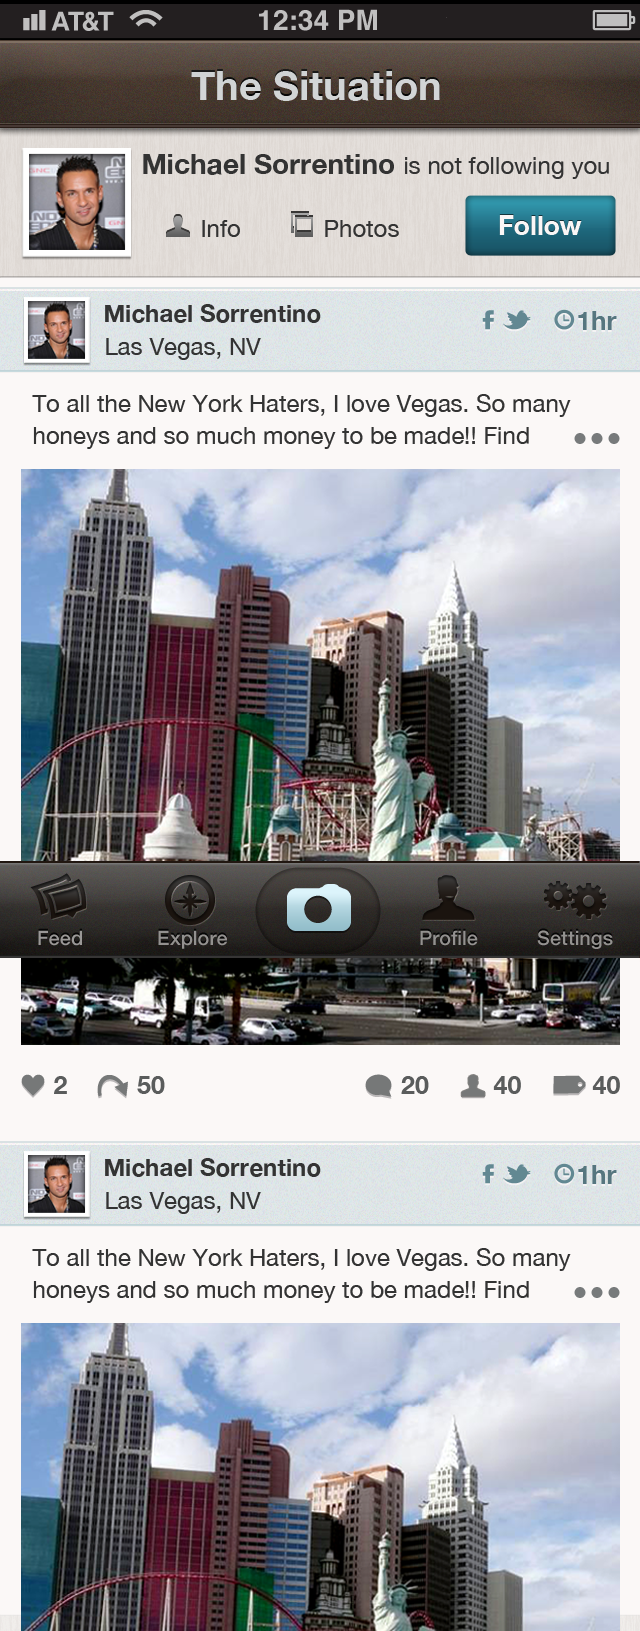 AT&T 12:34 PM
The Situation
Michael Sorrentino is not following you
Info Photos Follow
Michael Sorrentino
Las Vegas, NV
1hr
To all the New York Haters, I love Vegas. So many
honeys and so much money to be made!! Find
Feed Explore Profile Settings
2 50 20 40 40
Michael Sorrentino
Las Vegas, NV
1hr
To all the New York Haters, I love Vegas. So many
honeys and so much money to be made!! Find